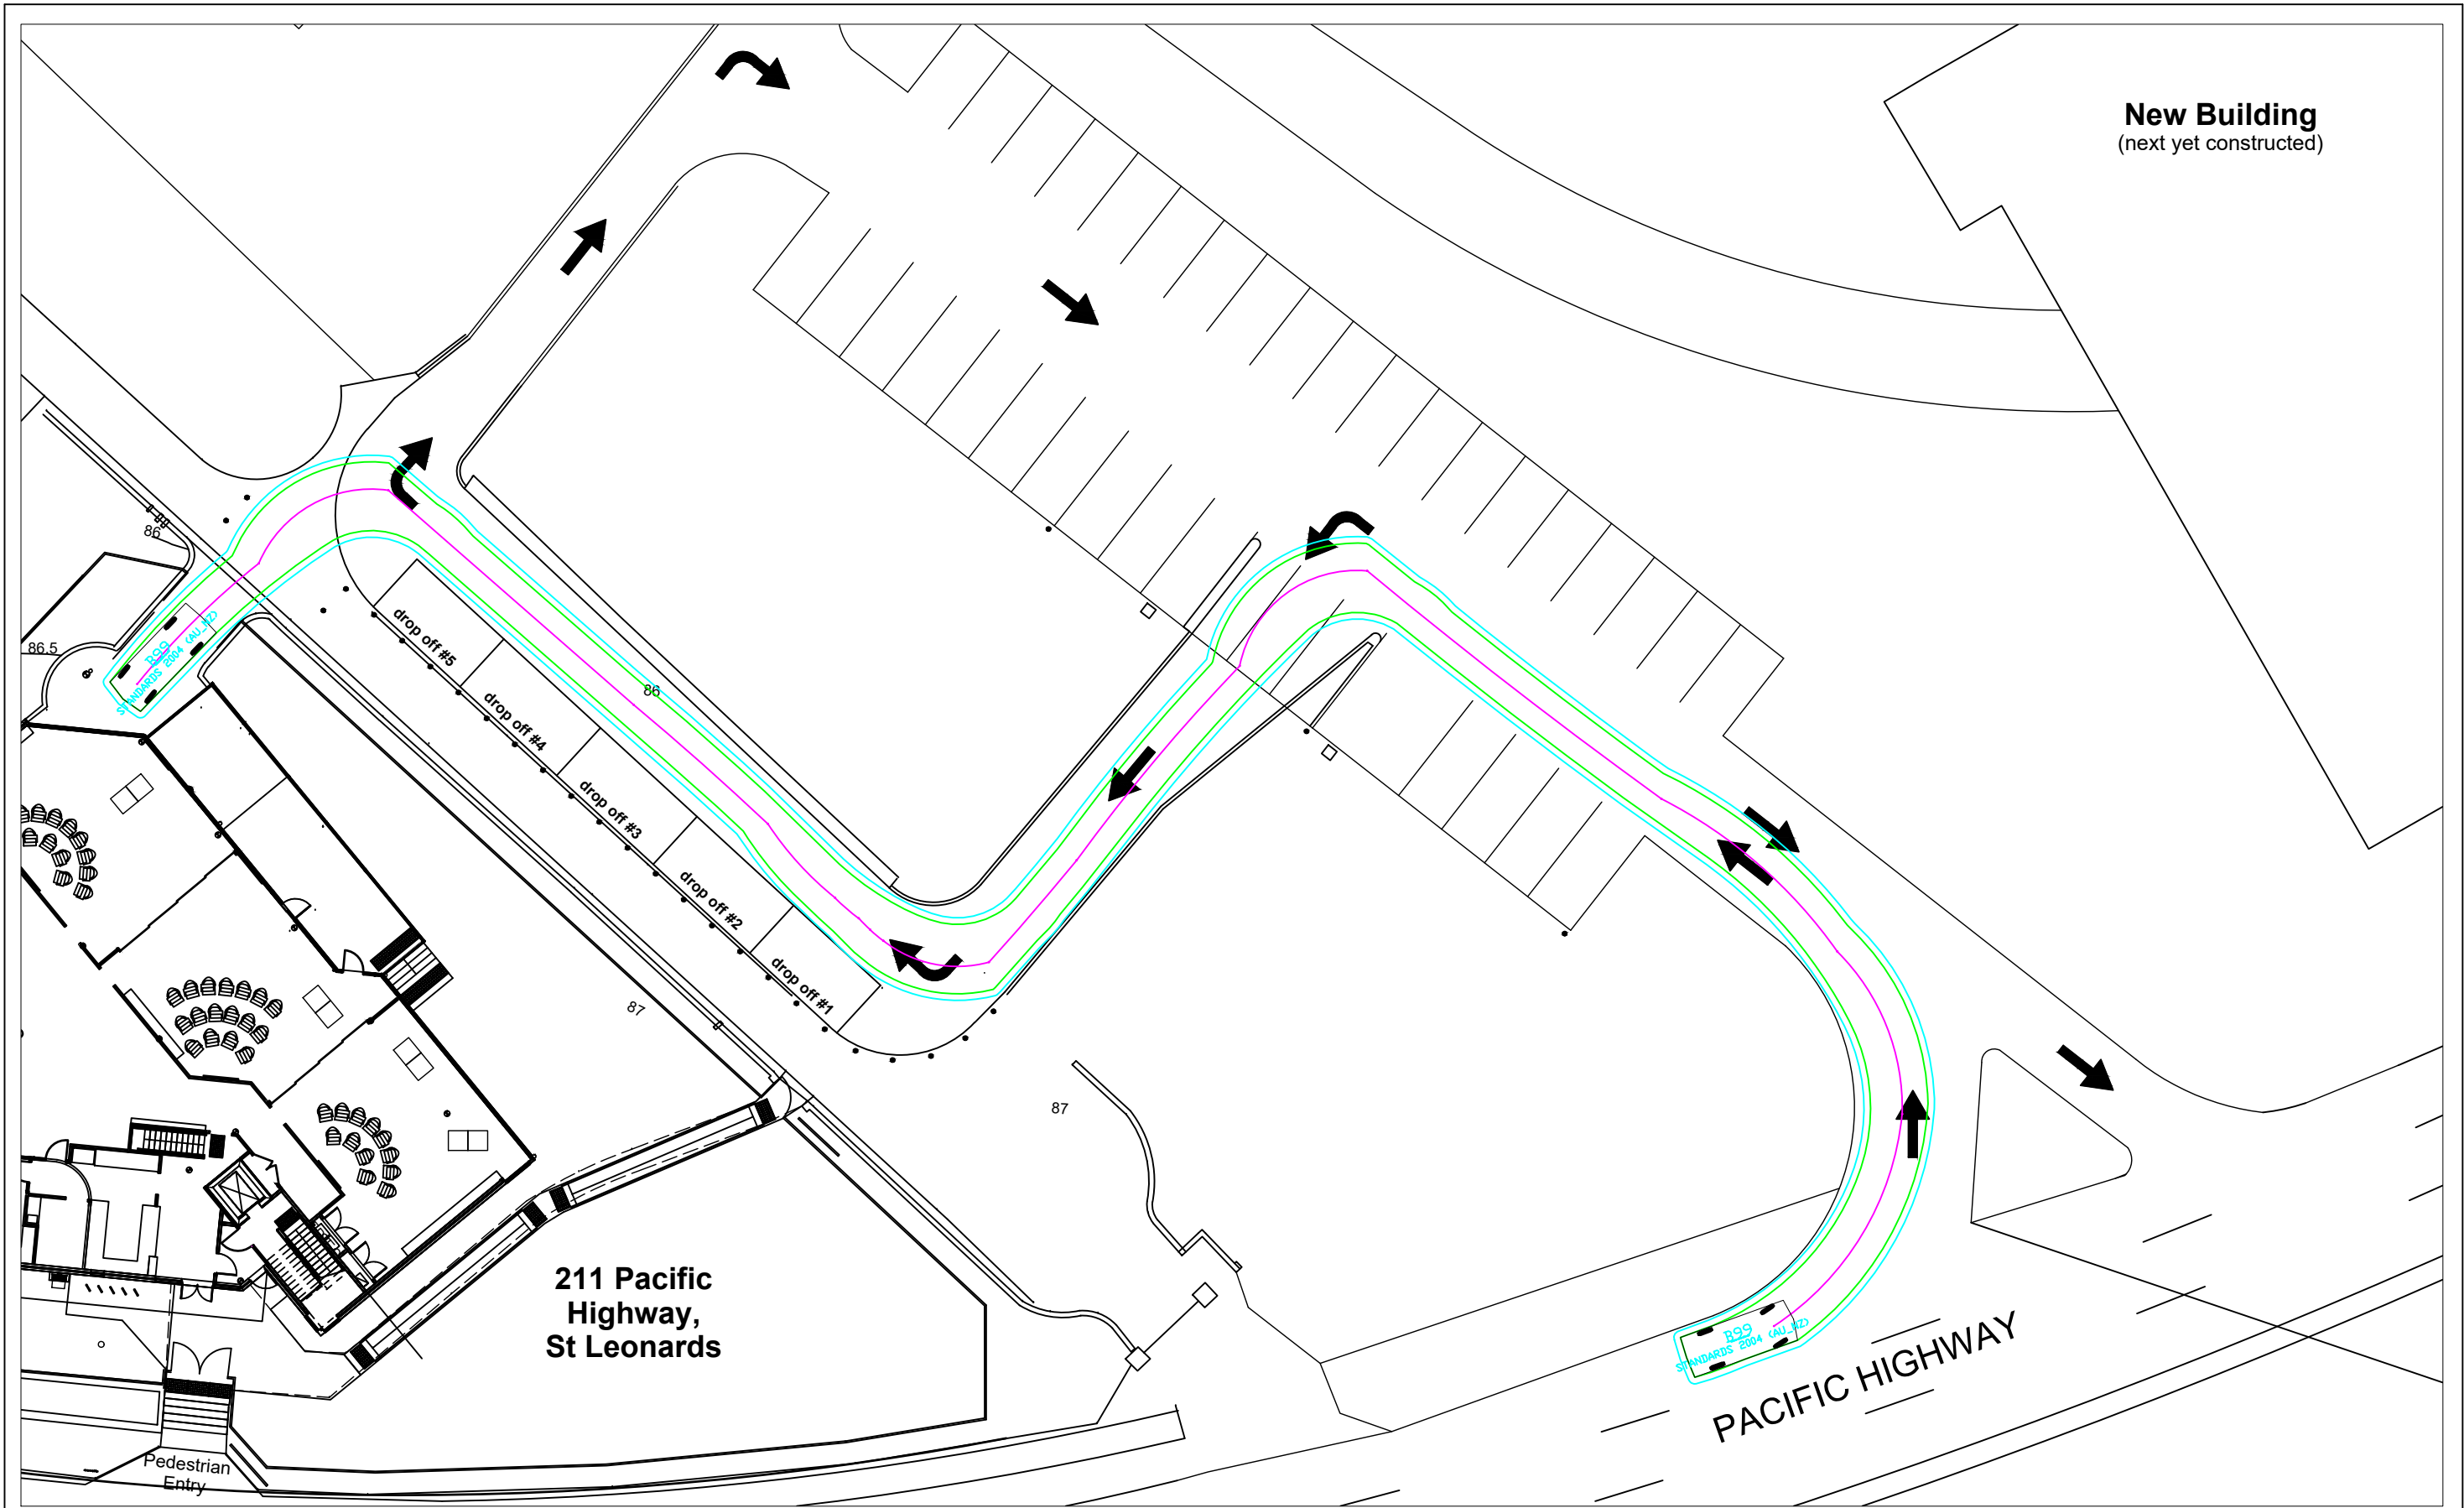 New Building
(next yet constructed)
86
86.5
B99
STANDARDS 2004 (AU_NZ)
drop off #5
drop off #4
86
drop off #3
drop off #2
drop off #1
87
87
211 Pacific
Highway,
St Leonards
B99
STANDARDS 2004 (AU_NZ)
PACIFIC HIGHWAY
Pedestrian
Entry